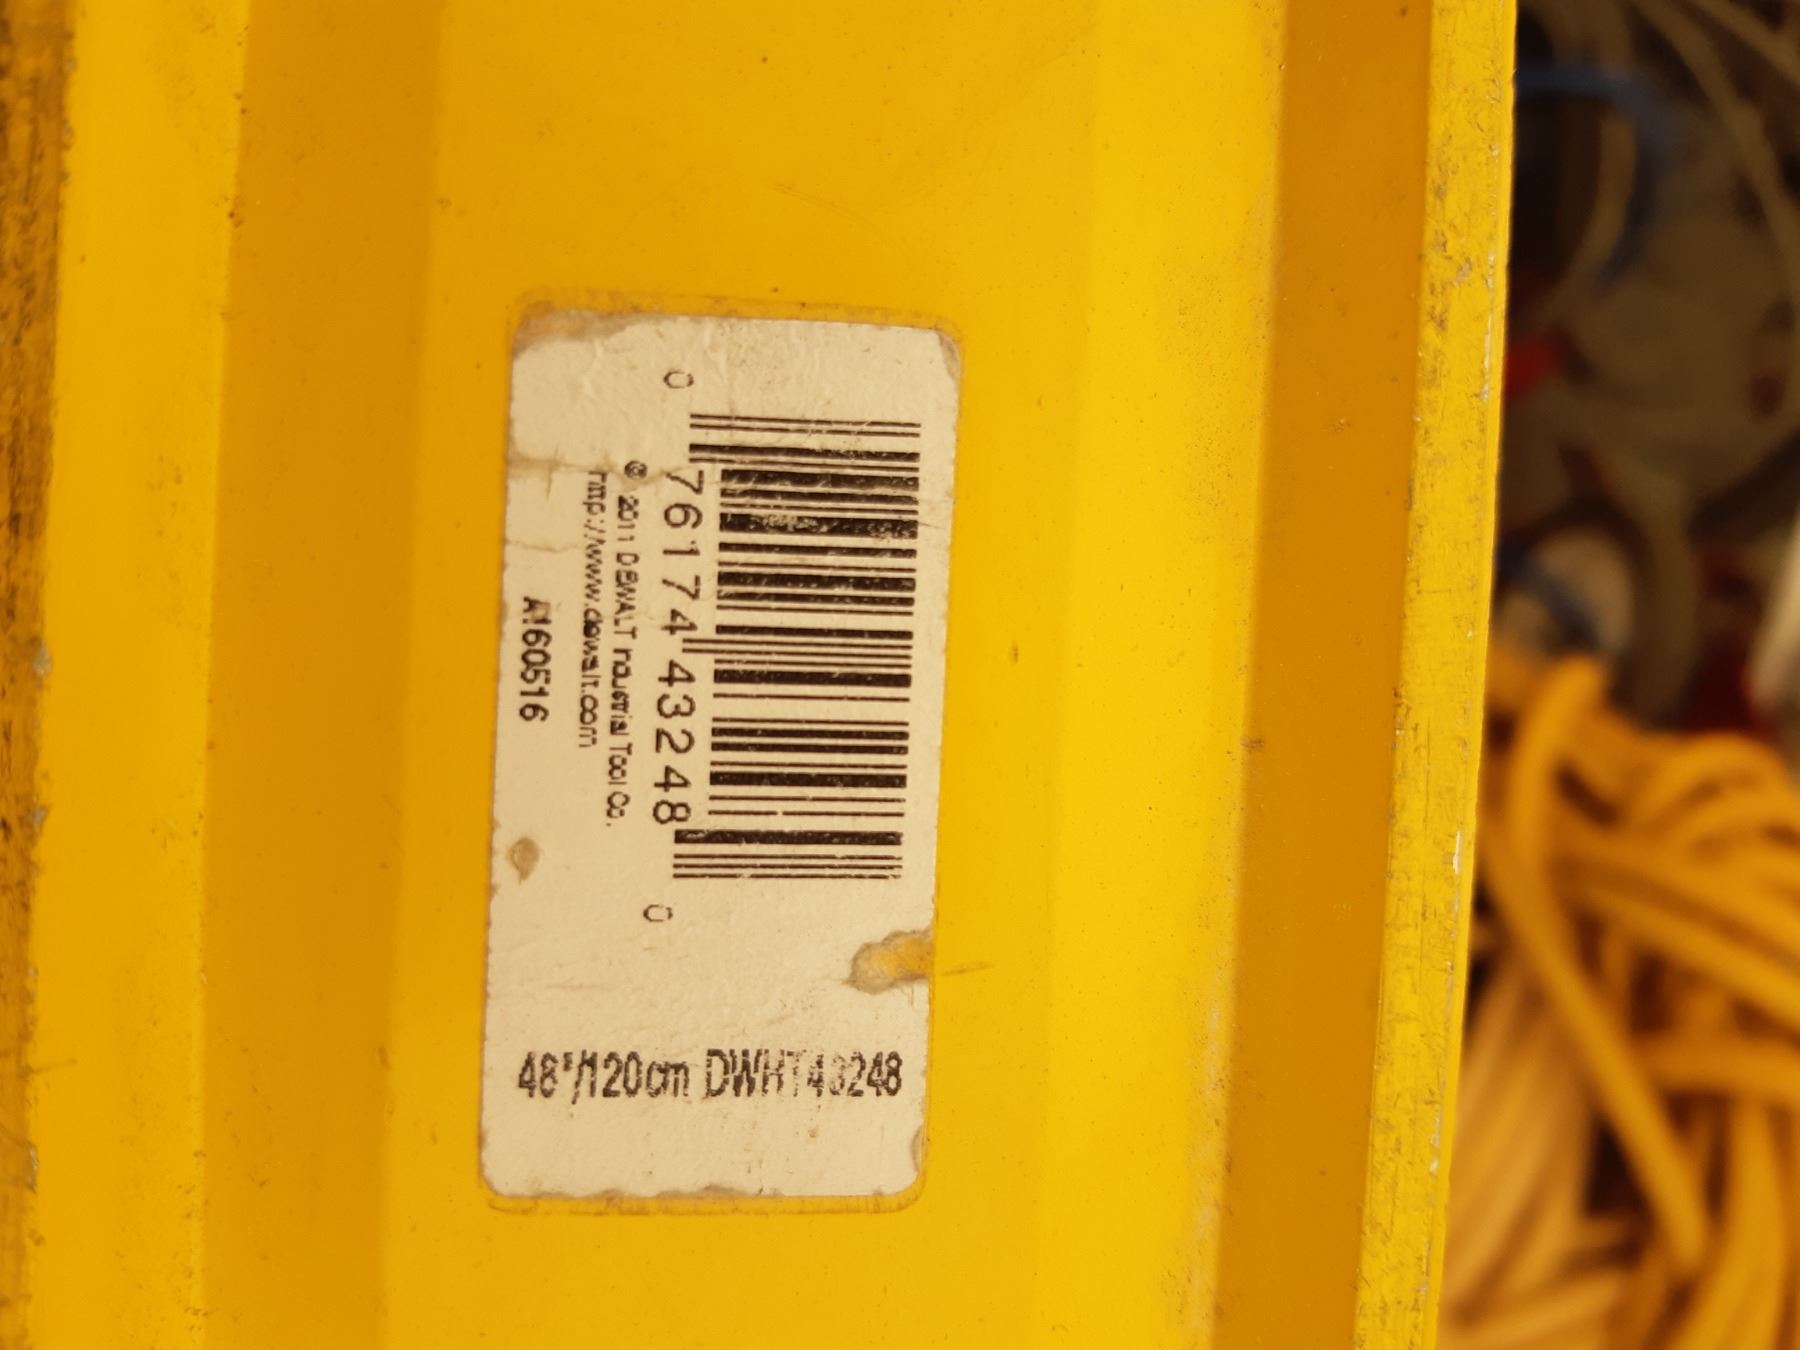 0 76174 43248 0
© 2011 DEWALT Industrial Tool Co.
http://www.dewalt.com
A160516
48"/120cm DWHT43248